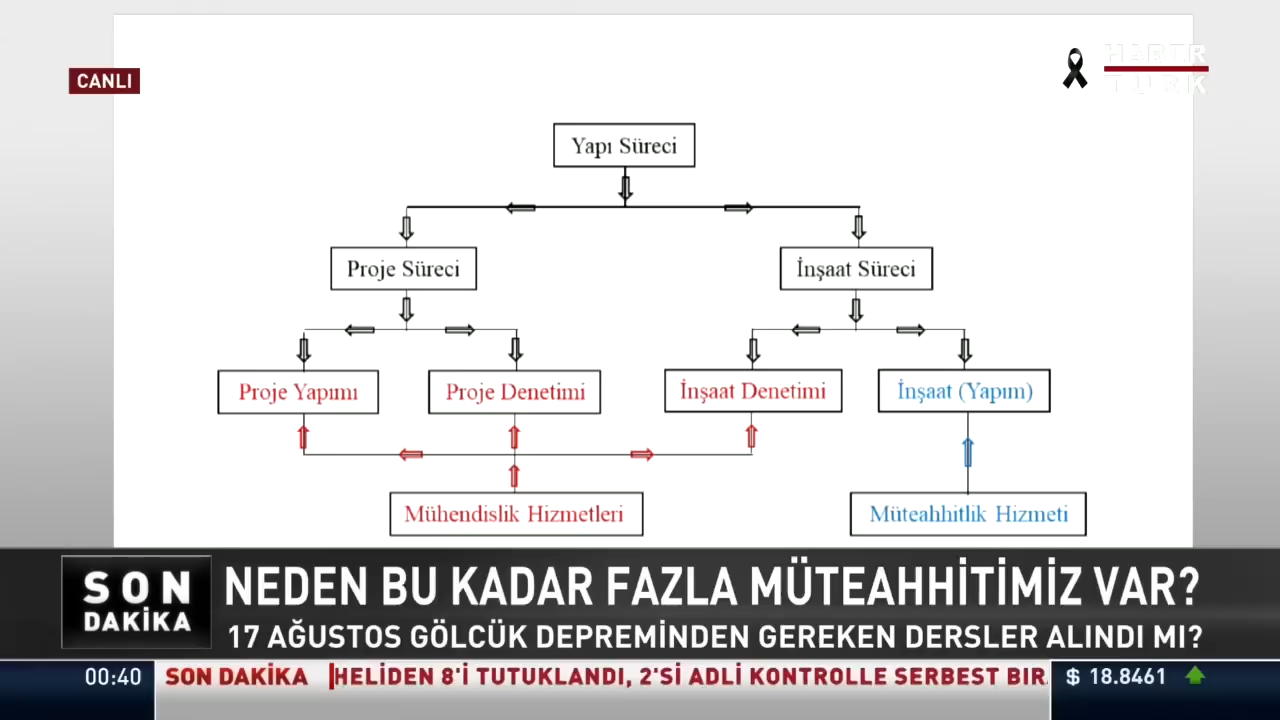 CANLI
HABER
TÜRK
Yapı Süreci
Proje Süreci
İnşaat Süreci
Proje Yapımı
Proje Denetimi
İnşaat Denetimi
İnşaat (Yapım)
Mühendislik Hizmetleri
Müteahhitlik Hizmeti
SON
DAKİKA
NEDEN BU KADAR FAZLA MÜTEAHHİTİMİZ VAR?
17 AĞUSTOS GÖLCÜK DEPREMİNDEN GEREKEN DERSLER ALINDI MI?
00:40
SON DAKİKA
HELİDEN 8'İ TUTUKLANDI, 2'Sİ ADLİ KONTROLLE SERBEST BIR
$ 18.8461